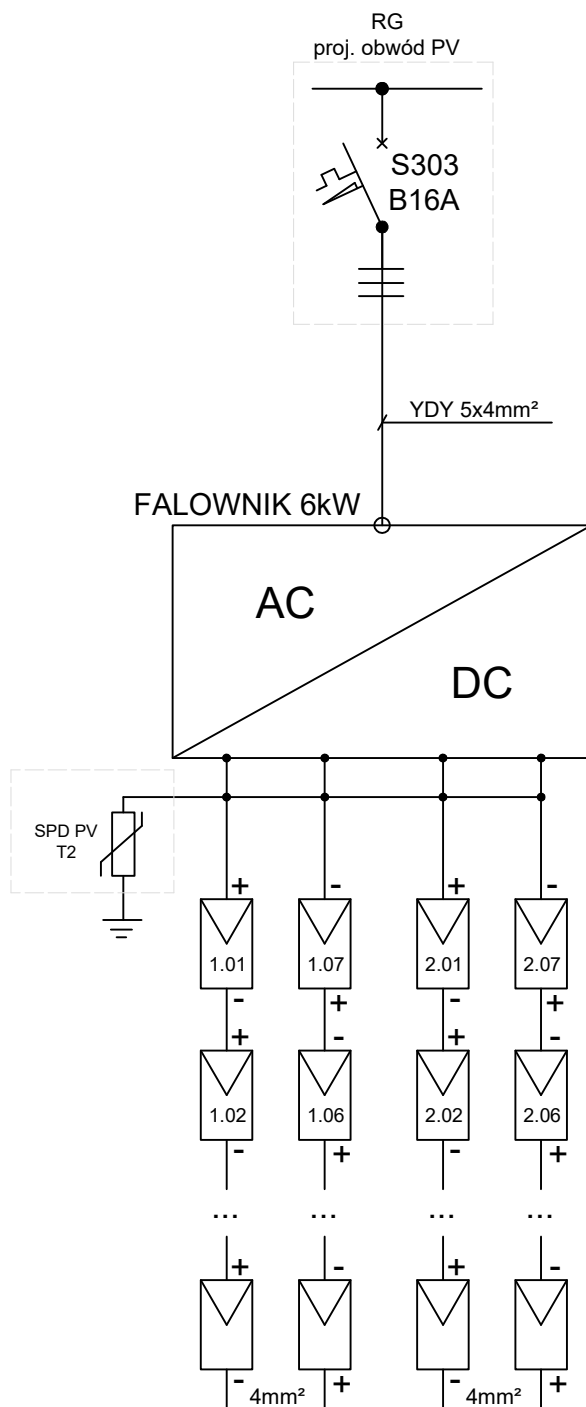 RG
proj. obwód PV
S303
B16A
YDY 5x4mm²
FALOWNIK 6kW
AC
DC
SPD PV
T2
+ - + -
1.01 1.07 2.01 2.07
- + - +
+ - + -
1.02 1.06 2.02 2.06
- + - +
... ... ... ...
+ - + -
- + - +
4mm² 4mm²